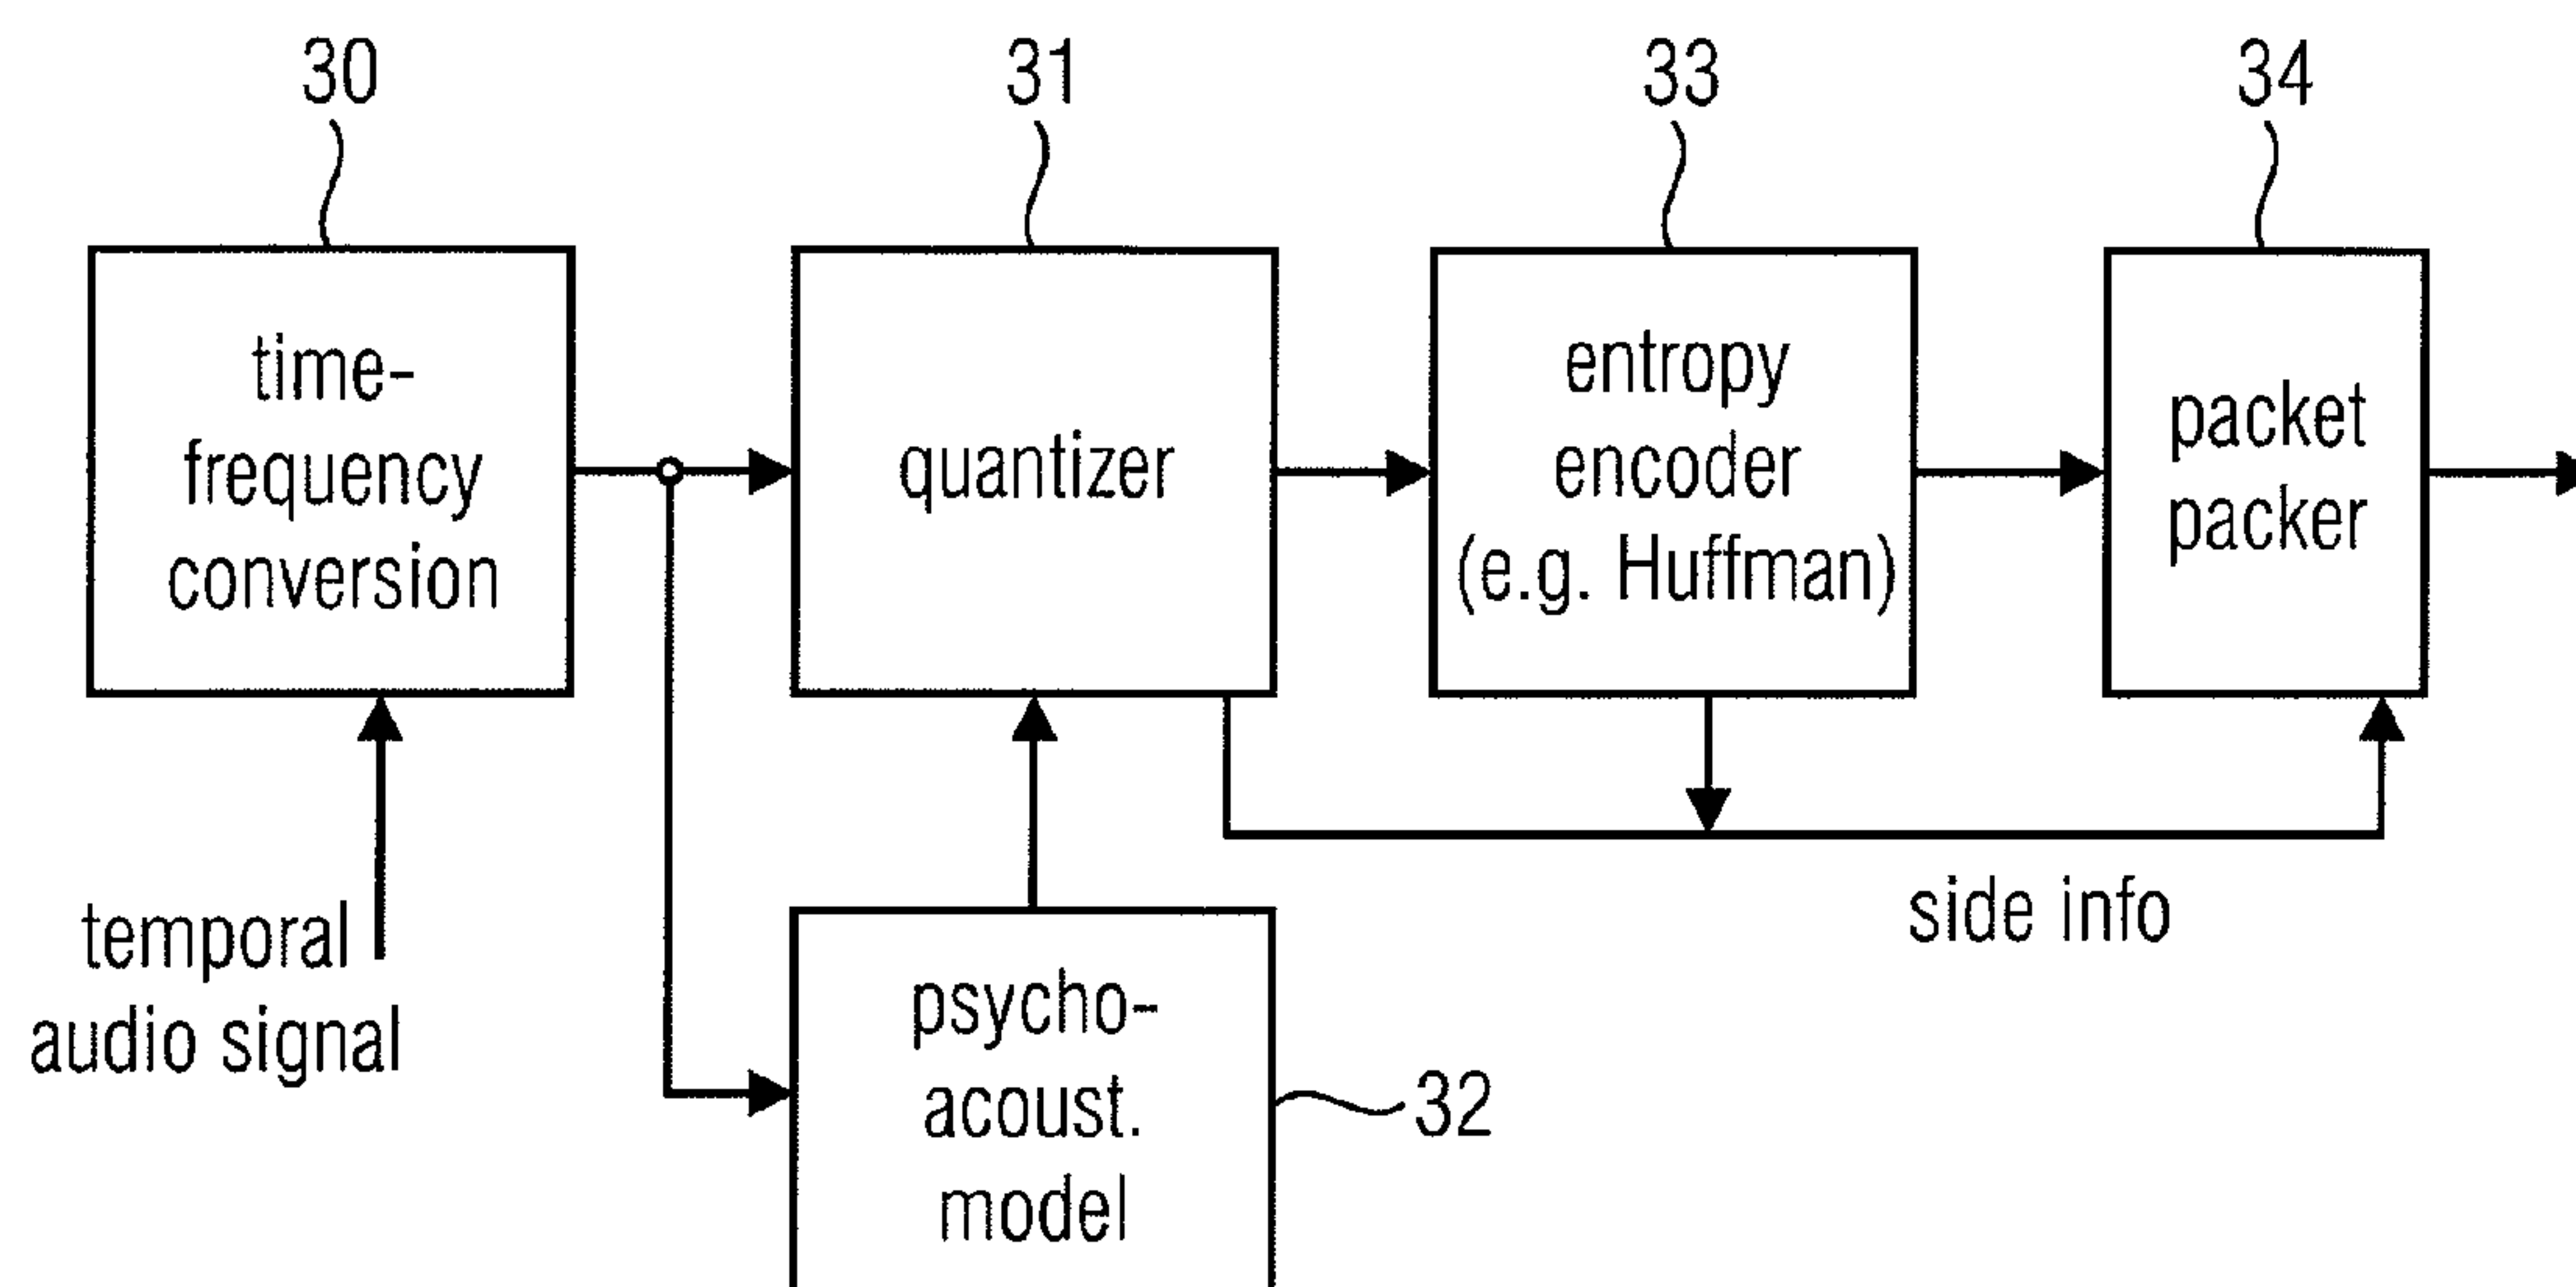 30
31
33
34
time-
frequency
conversion
quantizer
entropy
encoder
(e.g. Huffman)
packet
packer
temporal
audio signal
side info
psycho-
acoust.
model
32